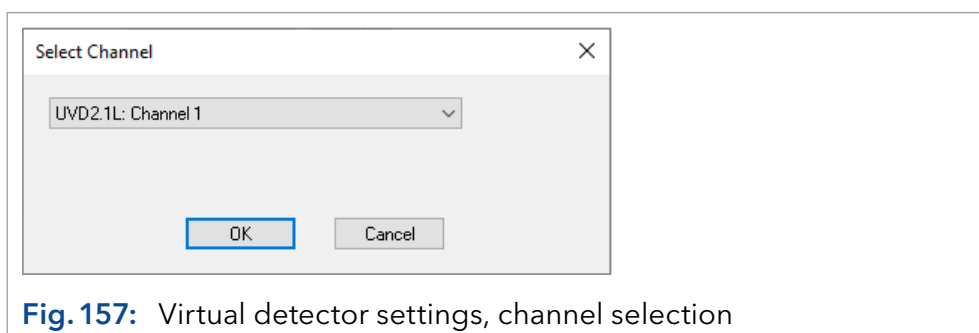 Select Channel
UVD2.1L: Channel 1
OK Cancel
Fig. 157: Virtual detector settings, channel selection